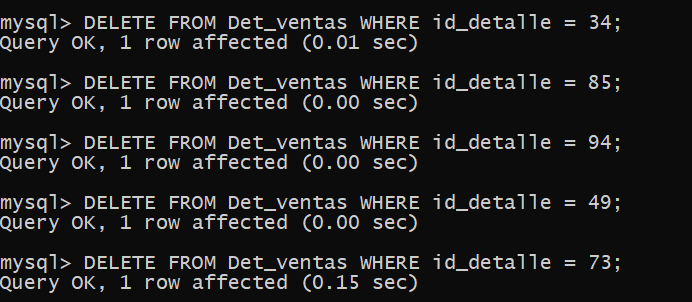 mysql> DELETE FROM Det_ventas WHERE id_detalle = 34;
Query OK, 1 row affected (0.01 sec)
mysql> DELETE FROM Det_ventas WHERE id_detalle = 85;
Query OK, 1 row affected (0.00 sec)
mysql> DELETE FROM Det_ventas WHERE id_detalle = 94;
Query OK, 1 row affected (0.00 sec)
mysql> DELETE FROM Det_ventas WHERE id_detalle = 49;
Query OK, 1 row affected (0.00 sec)
mysql> DELETE FROM Det_ventas WHERE id_detalle = 73;
Query OK, 1 row affected (0.15 sec)